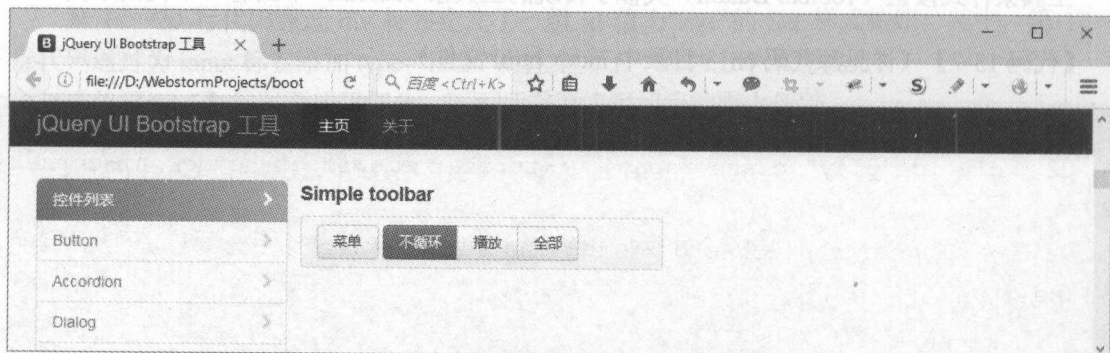 jQuery UI Bootstrap 工具
file:///D:/WebstormProjects/boot
百度 <Ctrl+K>
jQuery UI Bootstrap 工具 主页 关于
控件列表
Simple toolbar
Button
菜单 不循环 播放 全部
Accordion
Dialog